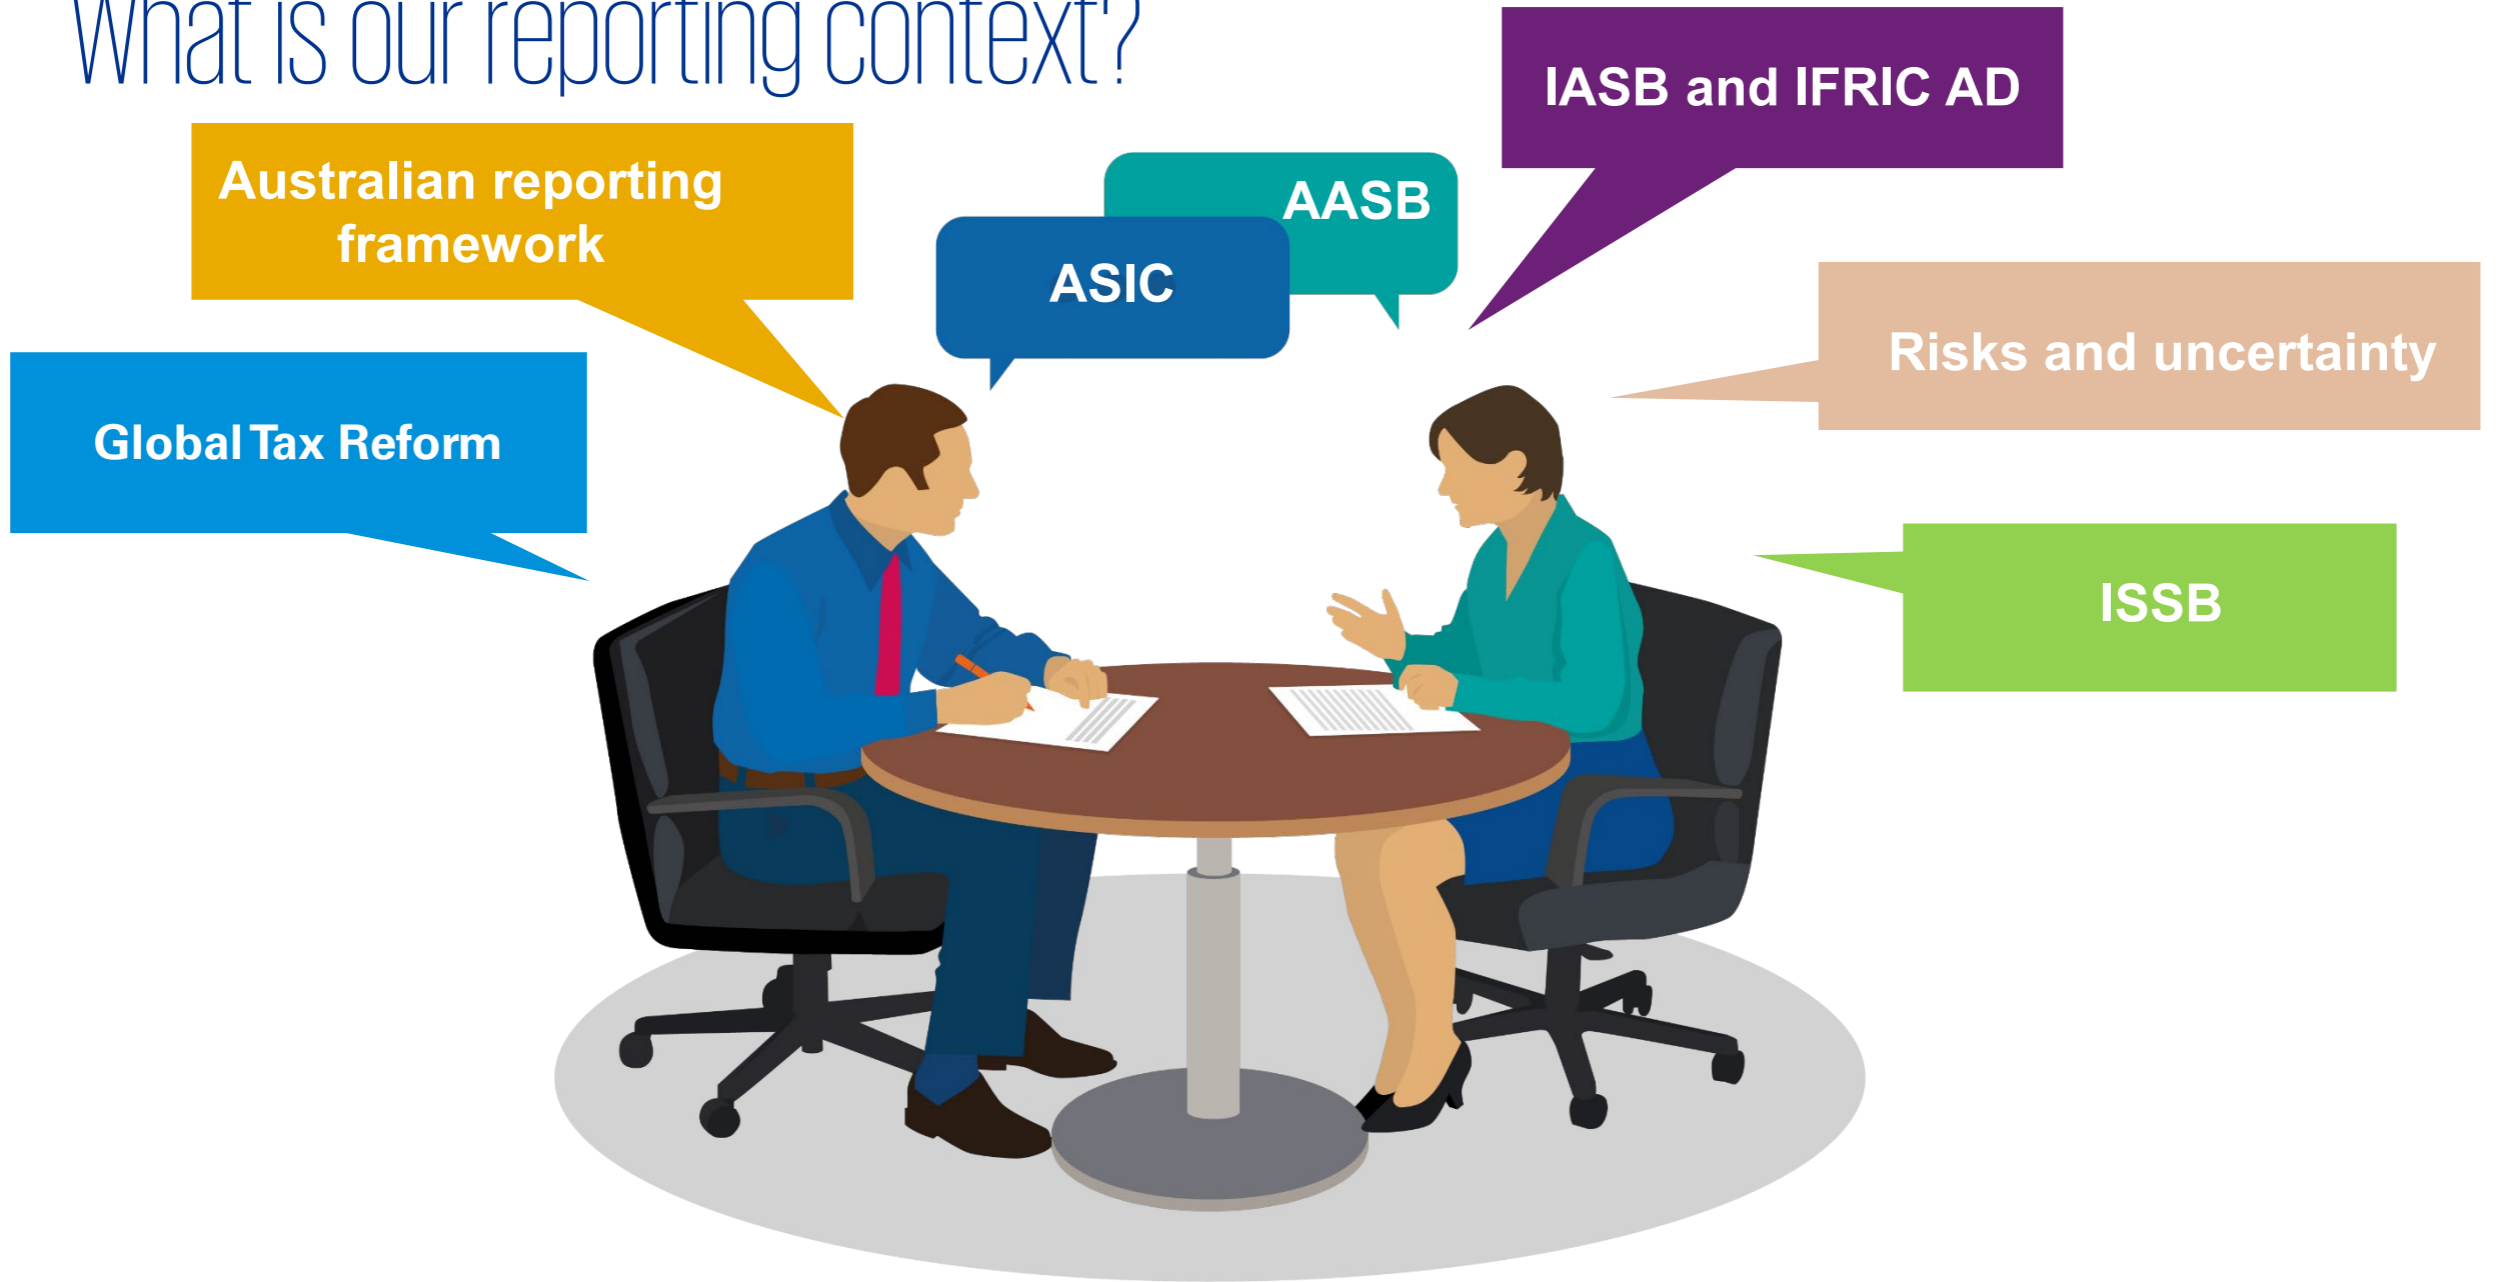 What is our reporting context?
IASB and IFRIC AD
Australian reporting
framework
AASB
ASIC
Risks and uncertainty
Global Tax Reform
ISSB